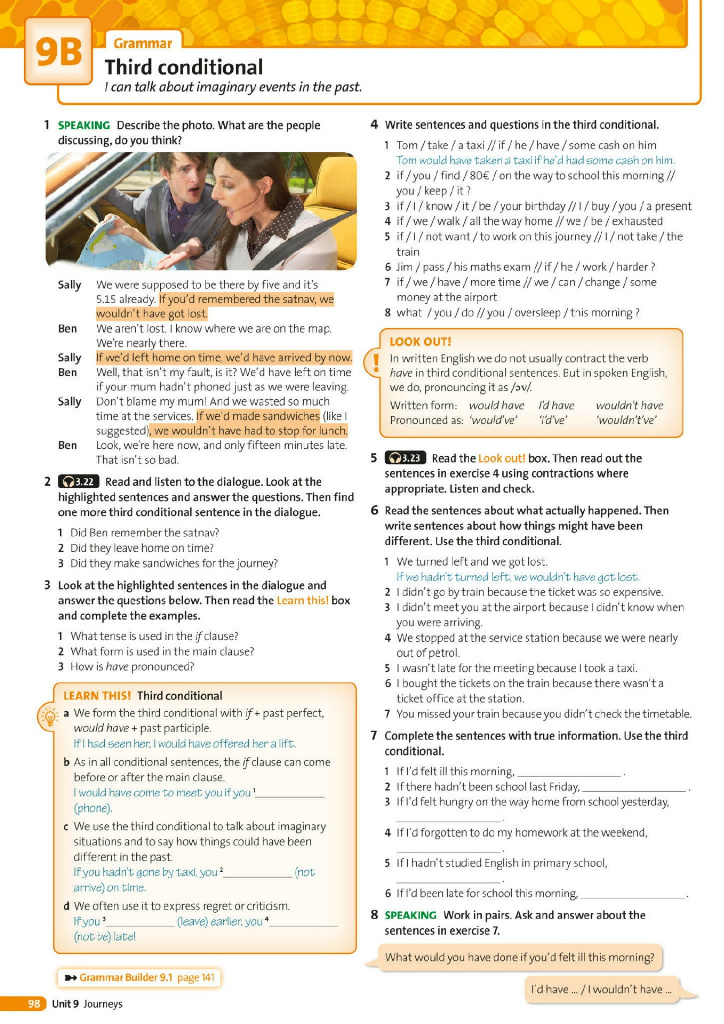 9B
Grammar
Third conditional
I can talk about imaginary events in the past.
1 SPEAKING Describe the photo. What are the people
discussing, do you think?
Sally We were supposed to be there by five and it's
5.15 already. If you'd remembered the satnav, we
wouldn't have got lost.
Ben We aren't lost. I know where we are on the map.
We're nearly there.
Sally If we'd left home on time, we'd have arrived by now.
Ben Well, that isn't my fault, is it? We'd have left on time
if your mum hadn't phoned just as we were leaving.
Sally Don't blame my mum! And we wasted so much
time at the services. If we'd made sandwiches (like I
suggested), we wouldn't have had to stop for lunch.
Ben Look, we're here now, and only fifteen minutes late.
That isn't so bad.
2 3.22 Read and listen to the dialogue. Look at the
highlighted sentences and answer the questions. Then find
one more third conditional sentence in the dialogue.
1 Did Ben remember the satnav?
2 Did they leave home on time?
3 Did they make sandwiches for the journey?
3 Look at the highlighted sentences in the dialogue and
answer the questions below. Then read the Learn this! box
and complete the examples.
1 What tense is used in the if clause?
2 What form is used in the main clause?
3 How is have pronounced?
LEARN THIS! Third conditional
a We form the third conditional with if + past perfect,
would have + past participle.
If I had seen her, I would have offered her a lift.
b As in all conditional sentences, the if clause can come
before or after the main clause.
I would have come to meet you if you ¹____________
(phone).
c We use the third conditional to talk about imaginary
situations and to say how things could have been
different in the past.
If you hadn't gone by taxi, you ²____________ (not
arrive) on time.
d We often use it to express regret or criticism.
If you ³____________ (leave) earlier, you ⁴____________
(not be) late!
Grammar Builder 9.1 page 141
98 Unit 9 Journeys
4 Write sentences and questions in the third conditional.
1 Tom / take / a taxi // if / he / have / some cash on him
Tom would have taken a taxi if he'd had some cash on him.
2 if / you / find / 80€ / on the way to school this morning //
you / keep / it ?
3 if / I / know / it / be / your birthday // I / buy / you / a present
4 if / we / walk / all the way home // we / be / exhausted
5 if / I / not want / to work on this journey // I / not take / the
train
6 Jim / pass / his maths exam // if / he / work / harder ?
7 if / we / have / more time // we / can / change / some
money at the airport
8 what / you / do // you / oversleep / this morning ?
LOOK OUT!
In written English we do not usually contract the verb
have in third conditional sentences. But in spoken English,
we do, pronouncing it as /əv/.
Written form: would have I'd have wouldn't have
Pronounced as: 'would've' 'I'd've' 'wouldn't've'
5 3.23 Read the Look out! box. Then read out the
sentences in exercise 4 using contractions where
appropriate. Listen and check.
6 Read the sentences about what actually happened. Then
write sentences about how things might have been
different. Use the third conditional.
1 We turned left and we got lost.
If we hadn't turned left, we wouldn't have got lost.
2 I didn't go by train because the ticket was so expensive.
3 I didn't meet you at the airport because I didn't know when
you were arriving.
4 We stopped at the service station because we were nearly
out of petrol.
5 I wasn't late for the meeting because I took a taxi.
6 I bought the tickets on the train because there wasn't a
ticket office at the station.
7 You missed your train because you didn't check the timetable.
7 Complete the sentences with true information. Use the third
conditional.
1 If I'd felt ill this morning, ____________________ .
2 If there hadn't been school last Friday, ____________________ .
3 If I'd felt hungry on the way home from school yesterday,
____________________ .
4 If I'd forgotten to do my homework at the weekend,
____________________ .
5 If I hadn't studied English in primary school,
____________________ .
6 If I'd been late for school this morning, ____________________ .
8 SPEAKING Work in pairs. Ask and answer about the
sentences in exercise 7.
What would you have done if you'd felt ill this morning?
I'd have ... / I wouldn't have ...